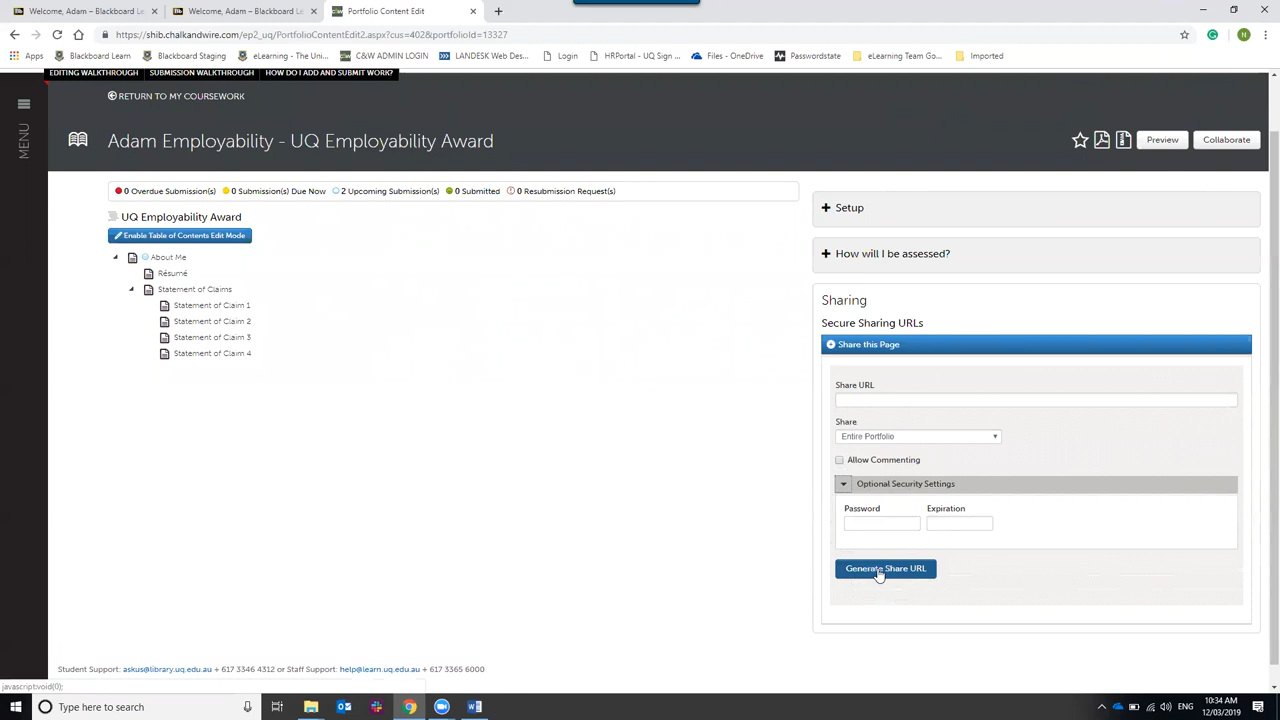 Welcome, Adam – Blackboard Le
Welcome, Adam – Blackboard Le
Portfolio Content Edit
https://shib.chalkandwire.com/ep2_uq/PortfolioContentEdit2.aspx?cus=402&portfolioId=13327
Apps
Blackboard Learn
Blackboard Staging
eLearning - The Uni...
C&W ADMIN LOGIN
LANDESK Web Des...
Login
HRPortal - UQ Sign ...
Files - OneDrive
Passwordstate
eLearning Team Go...
Imported
EDITING WALKTHROUGH
SUBMISSION WALKTHROUGH
HOW DO I ADD AND SUBMIT WORK?
RETURN TO MY COURSEWORK
MENU
Adam Employability - UQ Employability Award
Preview
Collaborate
0 Overdue Submission(s)
0 Submission(s) Due Now
2 Upcoming Submission(s)
0 Submitted
0 Resubmission Request(s)
UQ Employability Award
Enable Table of Contents Edit Mode
About Me
Résumé
Statement of Claims
Statement of Claim 1
Statement of Claim 2
Statement of Claim 3
Statement of Claim 4
Setup
How will I be assessed?
Sharing
Secure Sharing URLs
Share this Page
Share URL
Share
Entire Portfolio
Allow Commenting
Optional Security Settings
Password
Expiration
Generate Share URL
Student Support: askus@library.uq.edu.au + 617 3346 4312 or Staff Support: help@learn.uq.edu.au + 617 3365 6000
javascript:void(0);
Type here to search
10:34 AM
12/03/2019